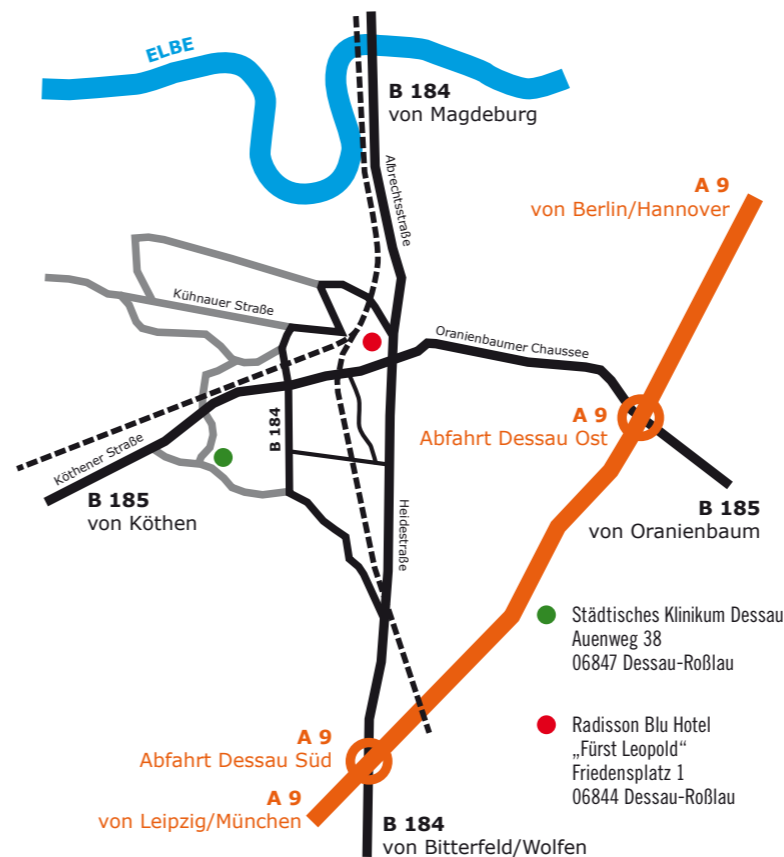 ELBE
B 184
von Magdeburg
Albrechtsstraße
A 9
von Berlin/Hannover
Kühnauer Straße
Oranienbaumer Chaussee
A 9
Abfahrt Dessau Ost
B 184
Köthener Straße
B 185
von Köthen
Heidestraße
B 185
von Oranienbaum
Städtisches Klinikum Dessau
Auenweg 38
06847 Dessau-Roßlau
A 9
Abfahrt Dessau Süd
Radisson Blu Hotel
„Fürst Leopold“
Friedensplatz 1
06844 Dessau-Roßlau
A 9
von Leipzig/München
B 184
von Bitterfeld/Wolfen